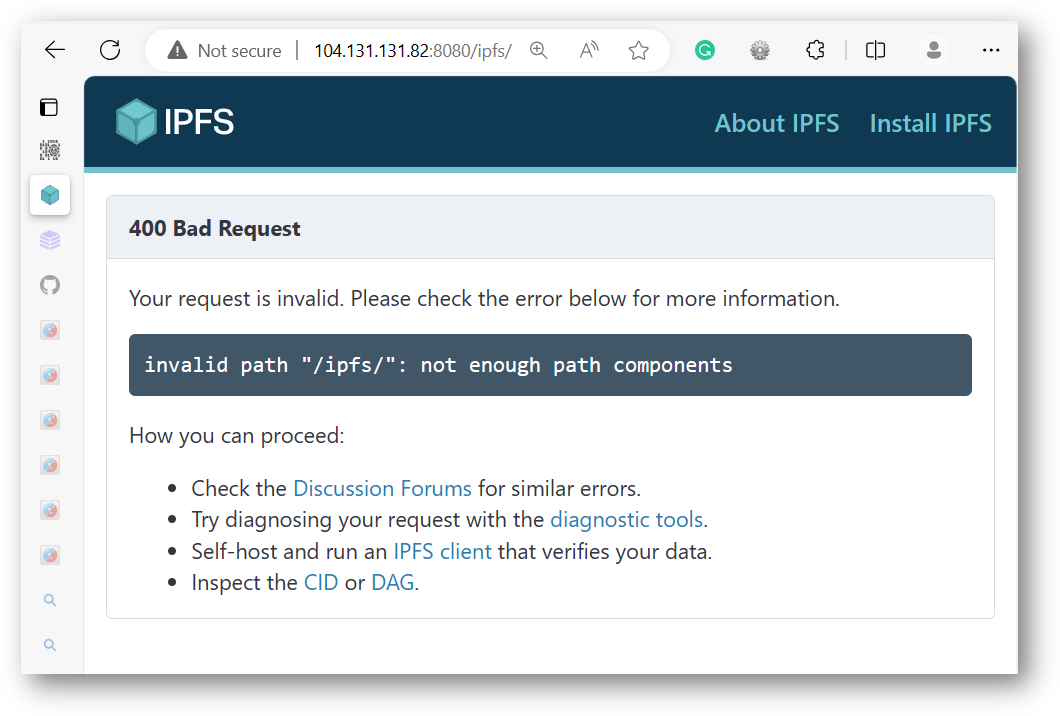 Not secure | 104.131.131.82:8080/ipfs/
IPFS
About IPFS Install IPFS
400 Bad Request
Your request is invalid. Please check the error below for more information.
invalid path "/ipfs/": not enough path components
How you can proceed:
• Check the Discussion Forums for similar errors.
• Try diagnosing your request with the diagnostic tools.
• Self-host and run an IPFS client that verifies your data.
• Inspect the CID or DAG.